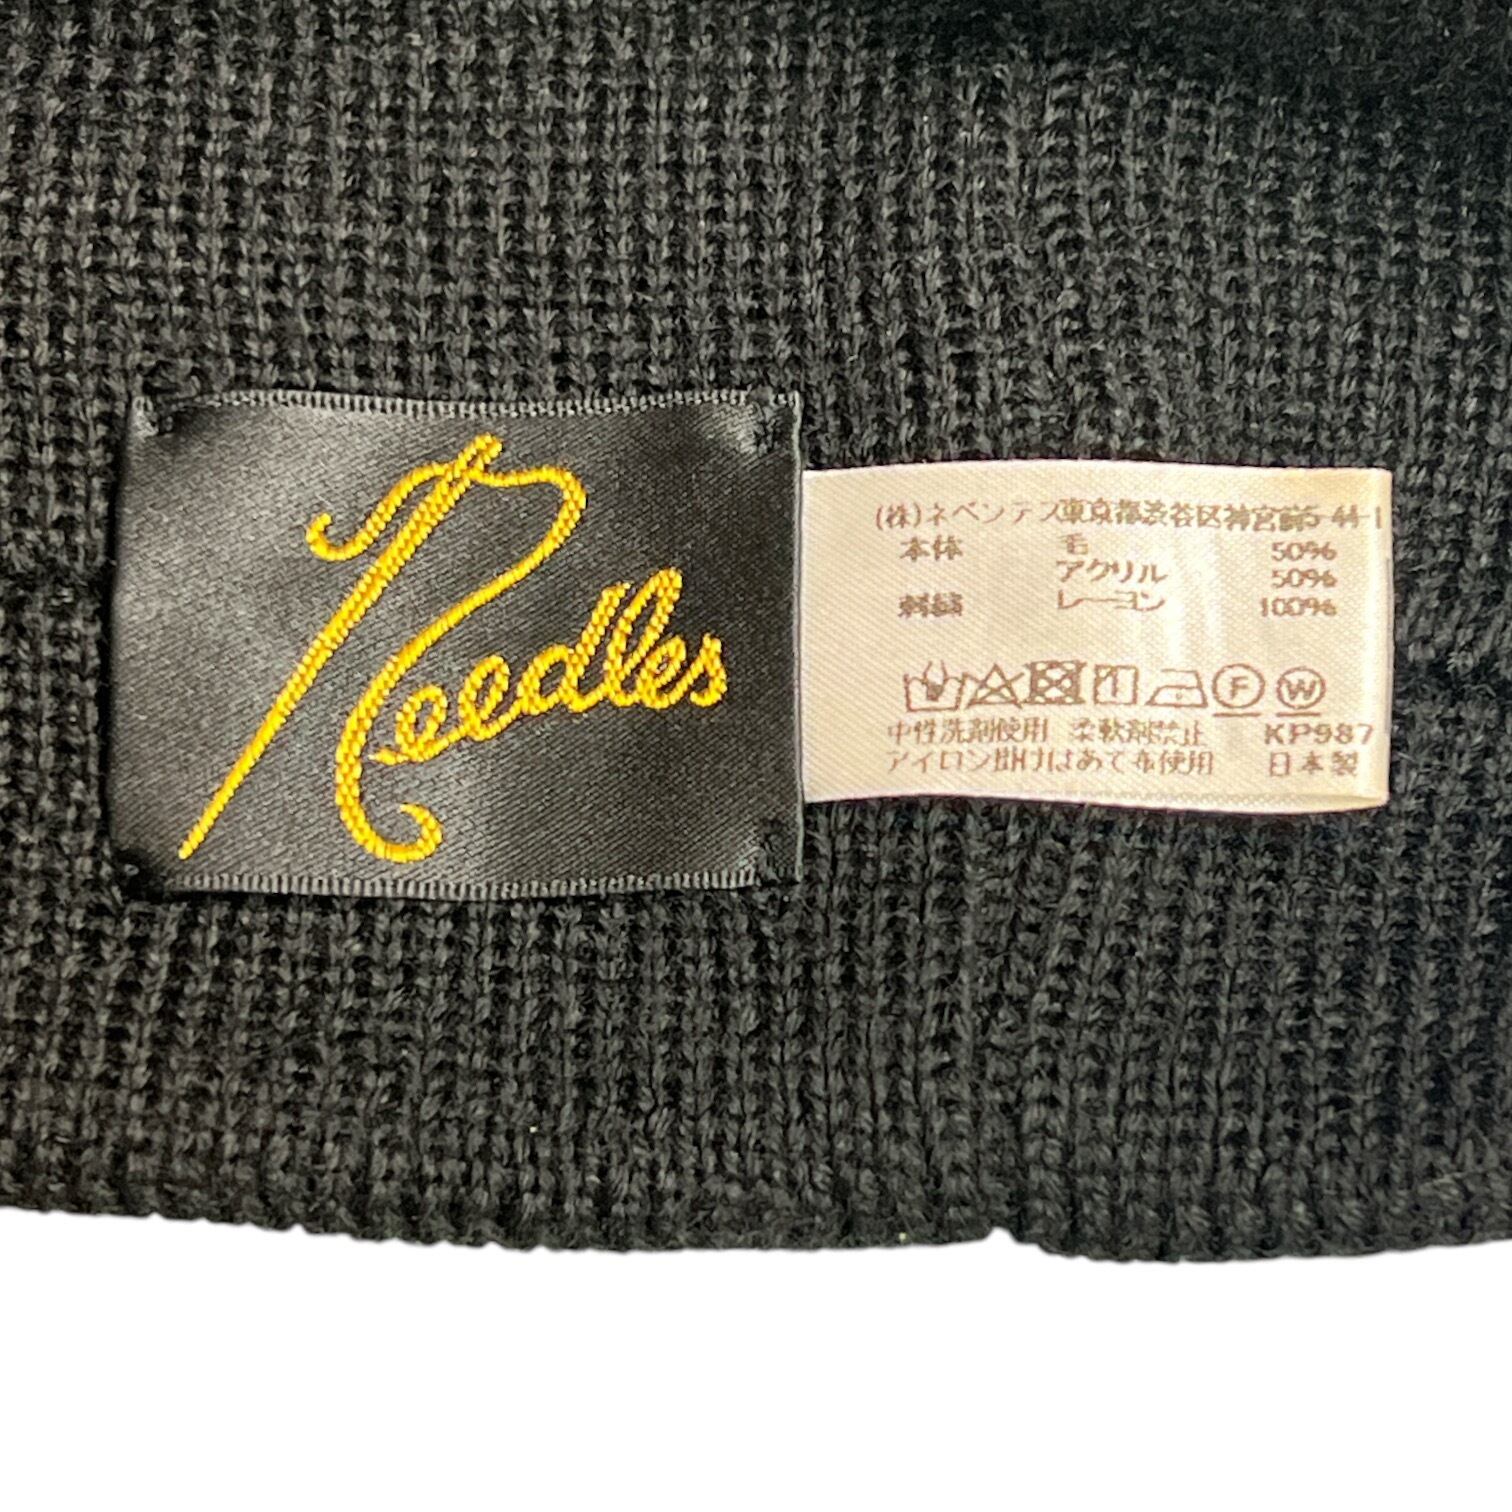 Needles
(株)ネペンテス東京都渋谷区神宮前5-44-1
本体 毛 50%
アクリル 50%
刺繍 レーヨン 100%
F W
中性洗剤使用 柔軟剤禁止 KP987
アイロン掛けはあて布使用 日本製